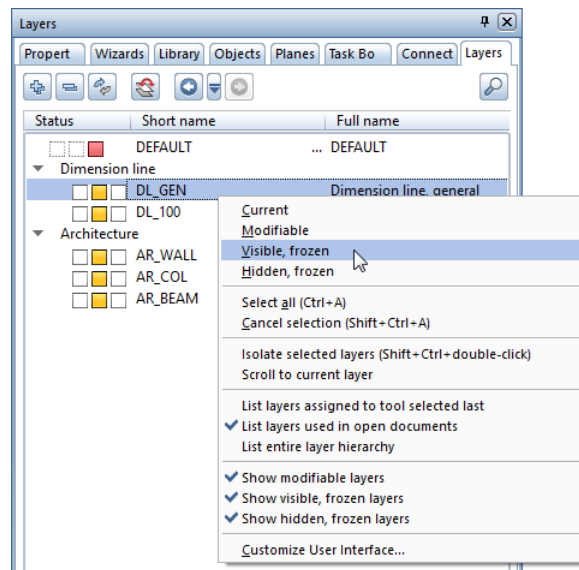 Layers
Propert Wizards Library Objects Planes Task Bo Connect Layers
Status Short name Full name
DEFAULT ... DEFAULT
Dimension line
DL_GEN Dimension line, general
DL_100
Architecture
AR_WALL
AR_COL
AR_BEAM
Current
Modifiable
Visible, frozen
Hidden, frozen
Select all (Ctrl+A)
Cancel selection (Shift+Ctrl+A)
Isolate selected layers (Shift+Ctrl+double-click)
Scroll to current layer
List layers assigned to tool selected last
List layers used in open documents
List entire layer hierarchy
Show modifiable layers
Show visible, frozen layers
Show hidden, frozen layers
Customize User Interface...